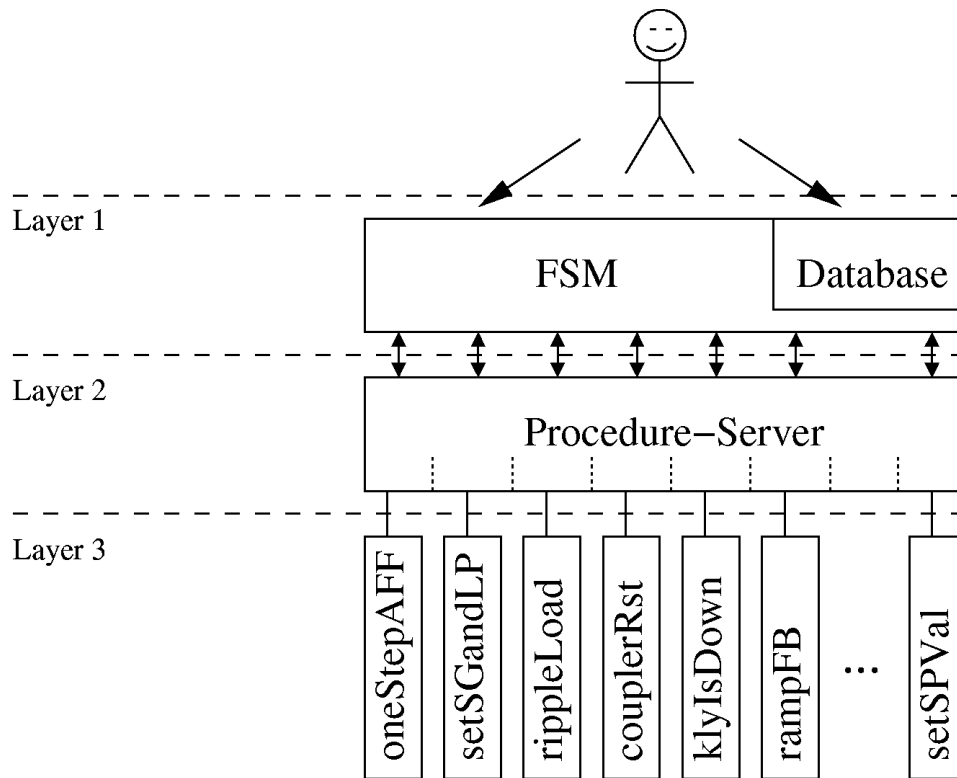 Layer 1
FSM
Database
Layer 2
Procedure−Server
Layer 3
oneStepAFF
setSGandLP
rippleLoad
couplerRst
klyIsDown
rampFB
...
setSPVal